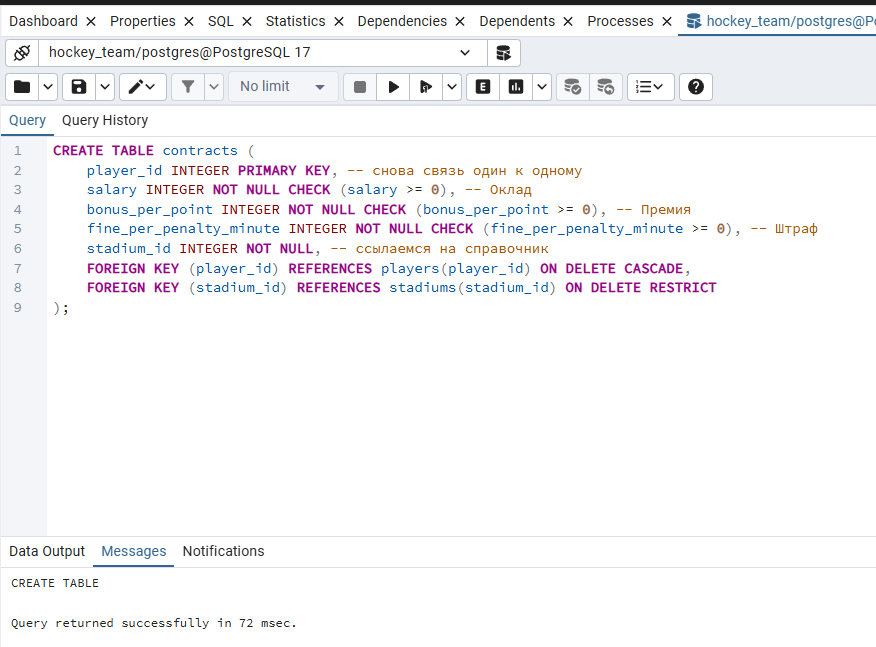 Dashboard × Properties × SQL × Statistics × Dependencies × Dependents × Processes × hockey_team/postgres@P
hockey_team/postgres@PostgreSQL 17
No limit
E
Query Query History
1 CREATE TABLE contracts (
2 player_id INTEGER PRIMARY KEY, -- снова связь один к одному
3 salary INTEGER NOT NULL CHECK (salary >= 0), -- Оклад
4 bonus_per_point INTEGER NOT NULL CHECK (bonus_per_point >= 0), -- Премия
5 fine_per_penalty_minute INTEGER NOT NULL CHECK (fine_per_penalty_minute >= 0), -- Штраф
6 stadium_id INTEGER NOT NULL, -- ссылаемся на справочник
7 FOREIGN KEY (player_id) REFERENCES players(player_id) ON DELETE CASCADE,
8 FOREIGN KEY (stadium_id) REFERENCES stadiums(stadium_id) ON DELETE RESTRICT
9 );
Data Output Messages Notifications
CREATE TABLE
Query returned successfully in 72 msec.